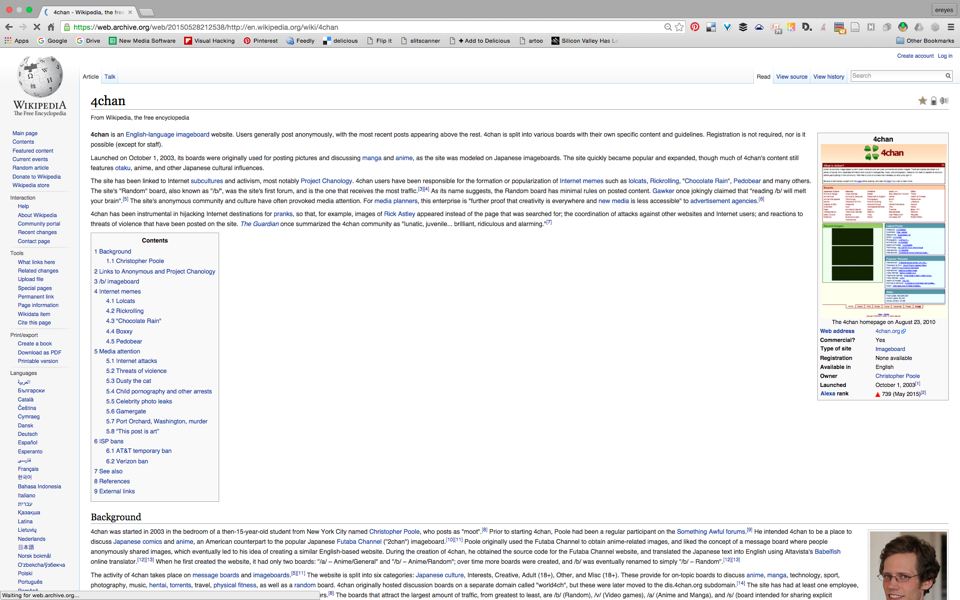 4chan - Wikipedia, the free
ereyes
https://web.archive.org/web/20150528212538/http://en.wikipedia.org/wiki/4chan
Apps
Google
Drive
New Media Software
Visual Hacking
Pinterest
Feedly
delicious
Flip it
slitscanner
+ Add to Delicious
artoo
Silicon Valley Has L
Other Bookmarks
Create account Log in
Article Talk
Read View source View history
Search
WIKIPEDIA
The Free Encyclopedia
Main page
Contents
Featured content
Current events
Random article
Donate to Wikipedia
Wikipedia store
Interaction
Help
About Wikipedia
Community portal
Recent changes
Contact page
Tools
What links here
Related changes
Upload file
Special pages
Permanent link
Page information
Wikidata item
Cite this page
Print/export
Create a book
Download as PDF
Printable version
Languages
العربية
Български
Català
Čeština
Cymraeg
Dansk
Deutsch
Español
Esperanto
فارسی
Français
한국어
Bahasa Indonesia
Italiano
עברית
Қазақша
Latina
Lietuvių
Nederlands
日本語
Norsk bokmål
Oʻzbekcha/ўзбекча
Polski
Português
Waiting for web.archive.org...
4chan
From Wikipedia, the free encyclopedia
4chan is an English-language imageboard website. Users generally post anonymously, with the most recent posts appearing above the rest. 4chan is split into various boards with their own specific content and guidelines. Registration is not required, nor is it
possible (except for staff).
Launched on October 1, 2003, its boards were originally used for posting pictures and discussing manga and anime, as the site was modeled on Japanese imageboards. The site quickly became popular and expanded, though much of 4chan's content still
features otaku, anime, and other Japanese cultural influences.
The site has been linked to Internet subcultures and activism, most notably Project Chanology. 4chan users have been responsible for the formation or popularization of Internet memes such as lolcats, Rickrolling, "Chocolate Rain", Pedobear and many others.
The site's "Random" board, also known as "/b/", was the site's first forum, and is the one that receives the most traffic.[3][4] As its name suggests, the Random board has minimal rules on posted content. Gawker once jokingly claimed that "reading /b/ will melt
your brain".[5] The site's anonymous community and culture have often provoked media attention. For media planners, this enterprise is "further proof that creativity is everywhere and new media is less accessible" to advertisement agencies.[6]
4chan has been instrumental in hijacking Internet destinations for pranks, so that, for example, images of Rick Astley appeared instead of the page that was searched for; the coordination of attacks against other websites and Internet users; and reactions to
threats of violence that have been posted on the site. The Guardian once summarized the 4chan community as "lunatic, juvenile... brilliant, ridiculous and alarming."[7]
Contents
1 Background
1.1 Christopher Poole
2 Links to Anonymous and Project Chanology
3 /b/ imageboard
4 Internet memes
4.1 Lolcats
4.2 Rickrolling
4.3 "Chocolate Rain"
4.4 Boxxy
4.5 Pedobear
5 Media attention
5.1 Internet attacks
5.2 Threats of violence
5.3 Dusty the cat
5.4 Child pornography and other arrests
5.5 Celebrity photo leaks
5.6 Gamergate
5.7 Port Orchard, Washington, murder
5.8 "This post is art"
6 ISP bans
6.1 AT&T temporary ban
6.2 Verizon ban
7 See also
8 References
9 External links
4chan
4chan
The 4chan homepage on August 23, 2010
Web address 4chan.org
Commercial? Yes
Type of site Imageboard
Registration None available
Available in English
Owner Christopher Poole
Launched October 1, 2003[1]
Alexa rank 739 (May 2015)[2]
Background
4chan was started in 2003 in the bedroom of a then-15-year-old student from New York City named Christopher Poole, who posts as "moot".[8] Prior to starting 4chan, Poole had been a regular participant on the Something Awful forums.[9] He intended 4chan to be a place to
discuss Japanese comics and anime, an American counterpart to the popular Japanese Futaba Channel ("2chan") imageboard.[10][11] Poole originally used the Futaba Channel to obtain anime-related images, and liked the concept of a message board where people
anonymously shared images, which eventually led to his idea of creating a similar English-based website. During the creation of 4chan, he obtained the source code for the Futaba Channel website, and translated the Japanese text into English using Altavista's Babelfish
online translator.[12][13] When he first created the website, it had only two boards: "/a/ – Anime/General" and "/b/ – Anime/Random"; over time more boards were created, and /b/ was eventually renamed to simply "/b/ – Random".[12][13]
The activity of 4chan takes place on message boards and imageboards.[5][11] The website is split into six categories: Japanese culture, Interests, Creative, Adult (18+), Other, and Misc (18+). These provide for on-topic boards to discuss anime, manga, technology, sport,
photography, music, hentai, torrents, travel, physical fitness, as well as a random board. 4chan originally hosted discussion boards on a separate domain called "world4ch", but these were later moved to the dis.4chan.org subdomain.[14] The site has had at least one employee,
rs.[8] The boards that attract the largest amount of traffic, from greatest to least, are /b/ (Random), /v/ (Video games), /a/ (Anime and Manga), and /s/ (board intended for sharing explicit